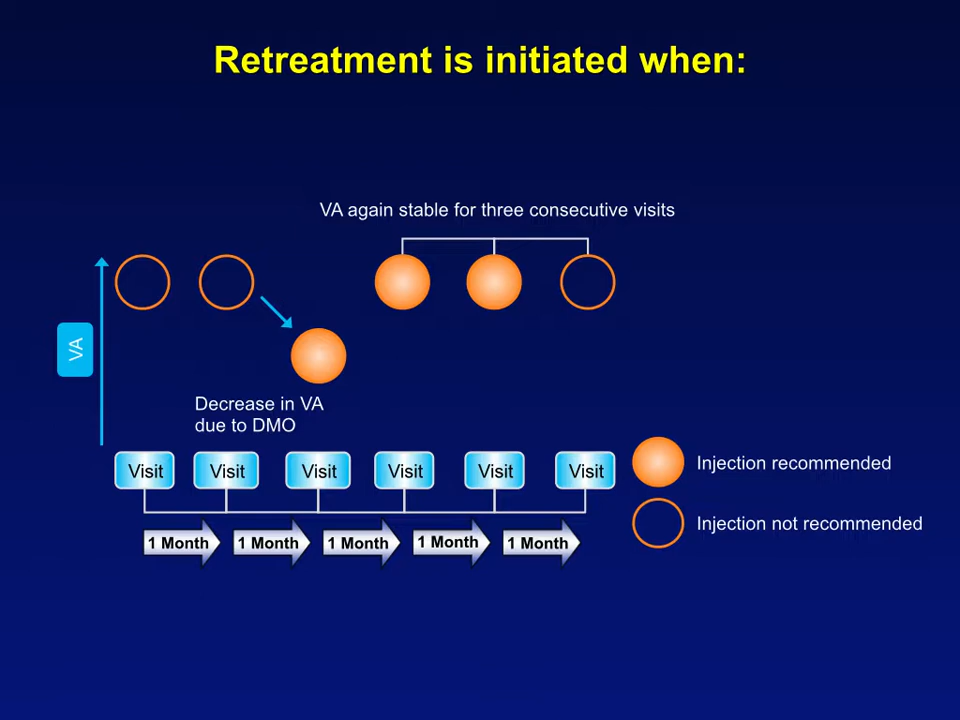 Retreatment is initiated when:
VA again stable for three consecutive visits
VA
Decrease in VA
due to DMO
Visit
Visit
Visit
Visit
Visit
Visit
Injection recommended
Injection not recommended
1 Month
1 Month
1 Month
1 Month
1 Month